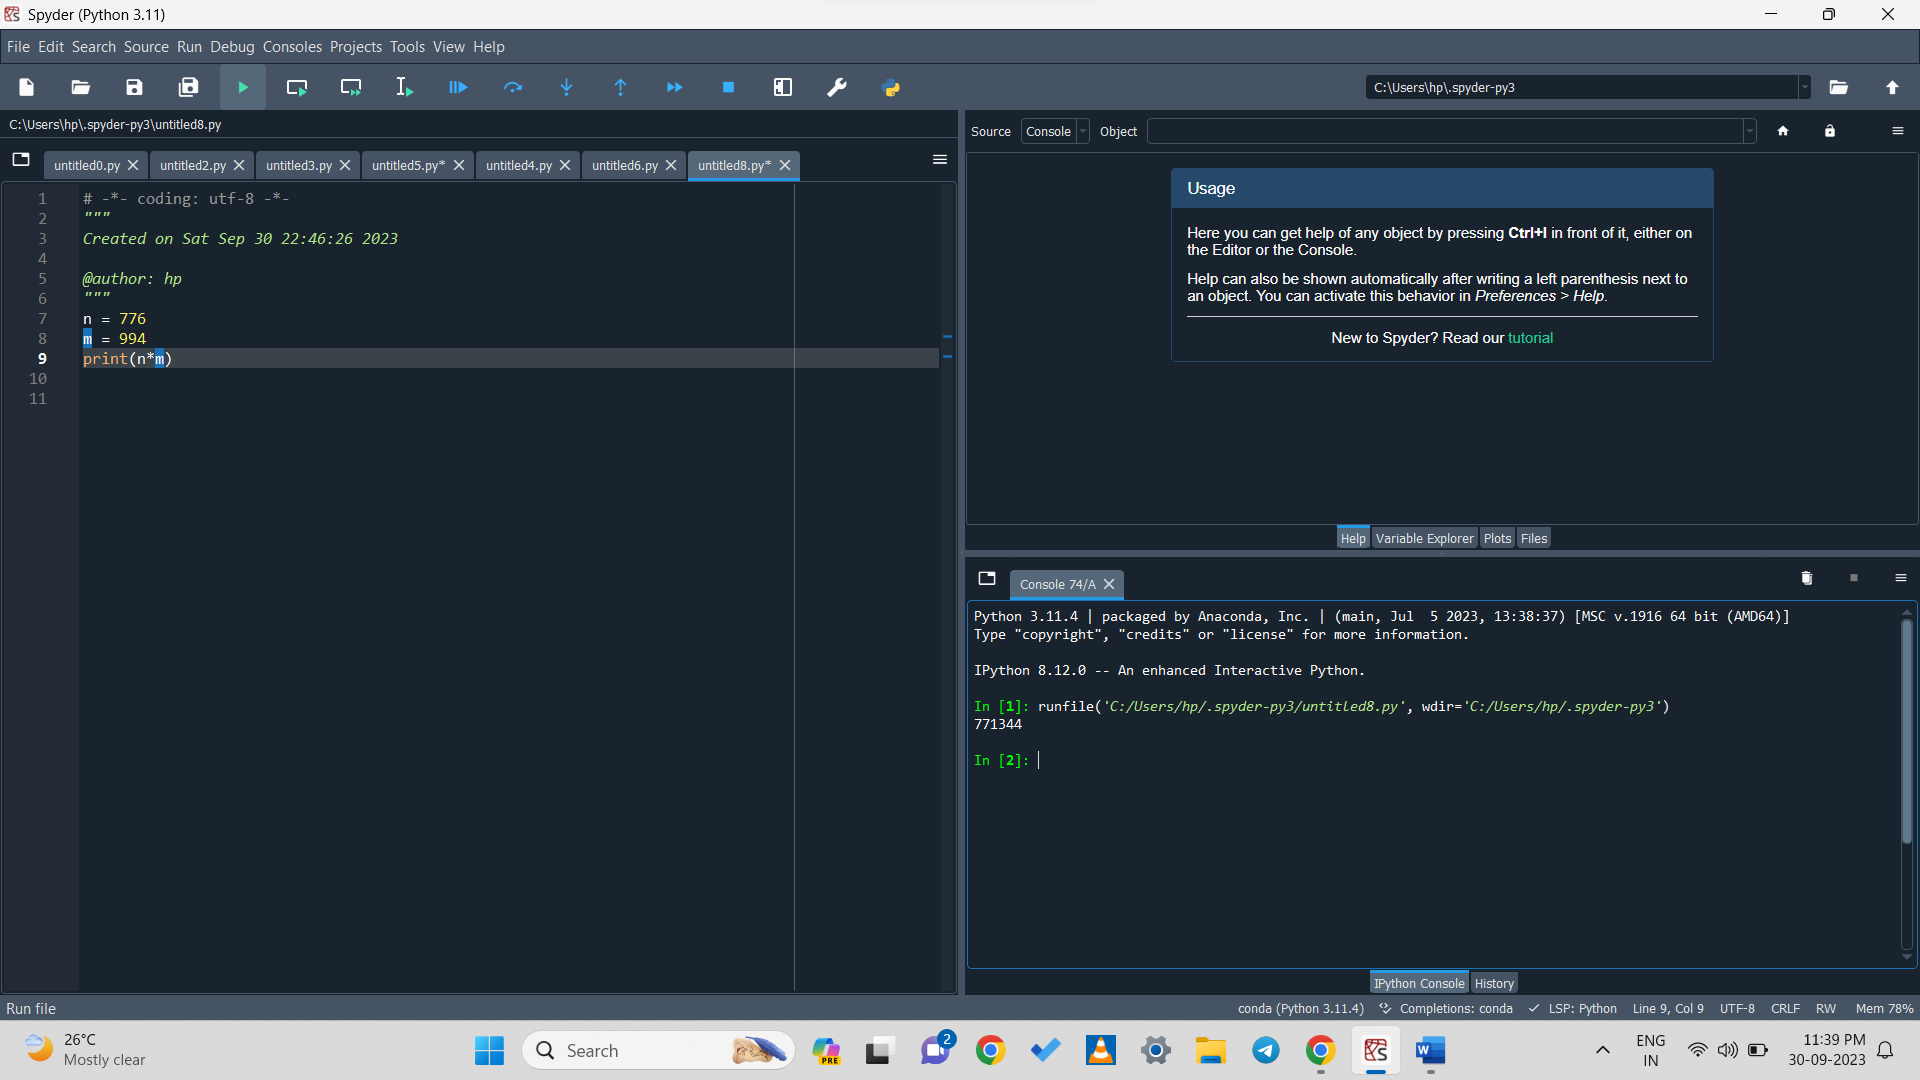 Spyder (Python 3.11)
File Edit Search Source Run Debug Consoles Projects Tools View Help
C:\Users\hp\.spyder-py3
C:\Users\hp\.spyder-py3\untitled8.py
untitled0.py untitled2.py untitled3.py untitled5.py* untitled4.py untitled6.py untitled8.py*
1 # -*- coding: utf-8 -*-
2 """
3 Created on Sat Sep 30 22:46:26 2023
4
5 @author: hp
6 """
7 n = 776
8 m = 994
9 print(n*m)
10
11
Source Console Object
Usage
Here you can get help of any object by pressing Ctrl+I in front of it, either on
the Editor or the Console.
Help can also be shown automatically after writing a left parenthesis next to
an object. You can activate this behavior in Preferences > Help.
New to Spyder? Read our tutorial
Help Variable Explorer Plots Files
Console 74/A
Python 3.11.4 | packaged by Anaconda, Inc. | (main, Jul  5 2023, 13:38:37) [MSC v.1916 64 bit (AMD64)]
Type "copyright", "credits" or "license" for more information.
IPython 8.12.0 -- An enhanced Interactive Python.
In [1]: runfile('C:/Users/hp/.spyder-py3/untitled8.py', wdir='C:/Users/hp/.spyder-py3')
771344
In [2]:
IPython Console History
Run file
conda (Python 3.11.4) Completions: conda LSP: Python Line 9, Col 9 UTF-8 CRLF RW Mem 78%
26°C
Mostly clear
Search
PRE
2
ENG
IN
11:39 PM
30-09-2023